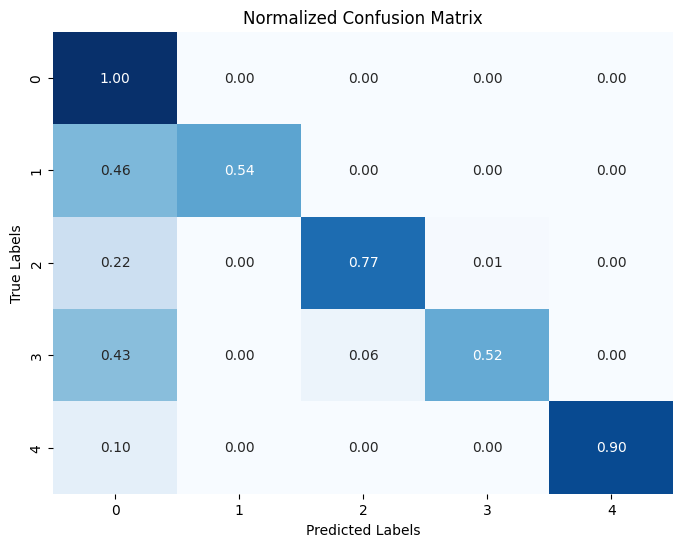 Normalized Confusion Matrix
True Labels
0 1.00 0.00 0.00 0.00 0.00
1 0.46 0.54 0.00 0.00 0.00
2 0.22 0.00 0.77 0.01 0.00
3 0.43 0.00 0.06 0.52 0.00
4 0.10 0.00 0.00 0.00 0.90
0 1 2 3 4
Predicted Labels